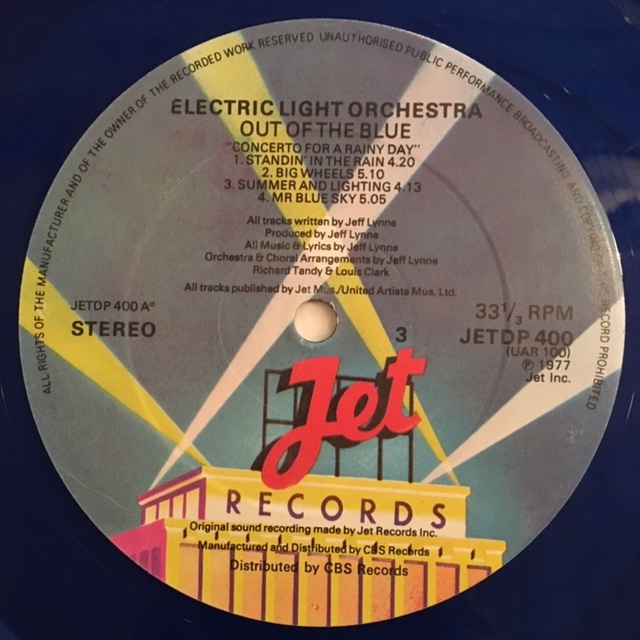 ALL RIGHTS OF THE MANUFACTURER AND OF THE OWNER OF THE RECORDED WORK RESERVED UNAUTHORISED PUBLIC PERFORMANCE BROADCASTING AND COPYING OF THIS RECORD PROHIBITED
ELECTRIC LIGHT ORCHESTRA
OUT OF THE BLUE
"CONCERTO FOR A RAINY DAY"
1. STANDIN' IN THE RAIN 4.20
2. BIG WHEELS 5.10
3. SUMMER AND LIGHTING 4.13
4. MR BLUE SKY 5.05
All tracks written by Jeff Lynne
Produced by Jeff Lynne
All Music & Lyrics by Jeff Lynne
Orchestra & Choral Arrangements by Jeff Lynne
Richard Tandy & Louis Clark
All tracks published by Jet Mus./United Artists Mus. Ltd.
JETDP 400 A°
STEREO
33⅓ RPM
3
JETDP 400
(UAR 100)
℗ 1977
Jet Inc.
Jet
RECORDS
Original sound recording made by Jet Records Inc.
Manufactured and Distributed by CBS Records
Distributed by CBS Records